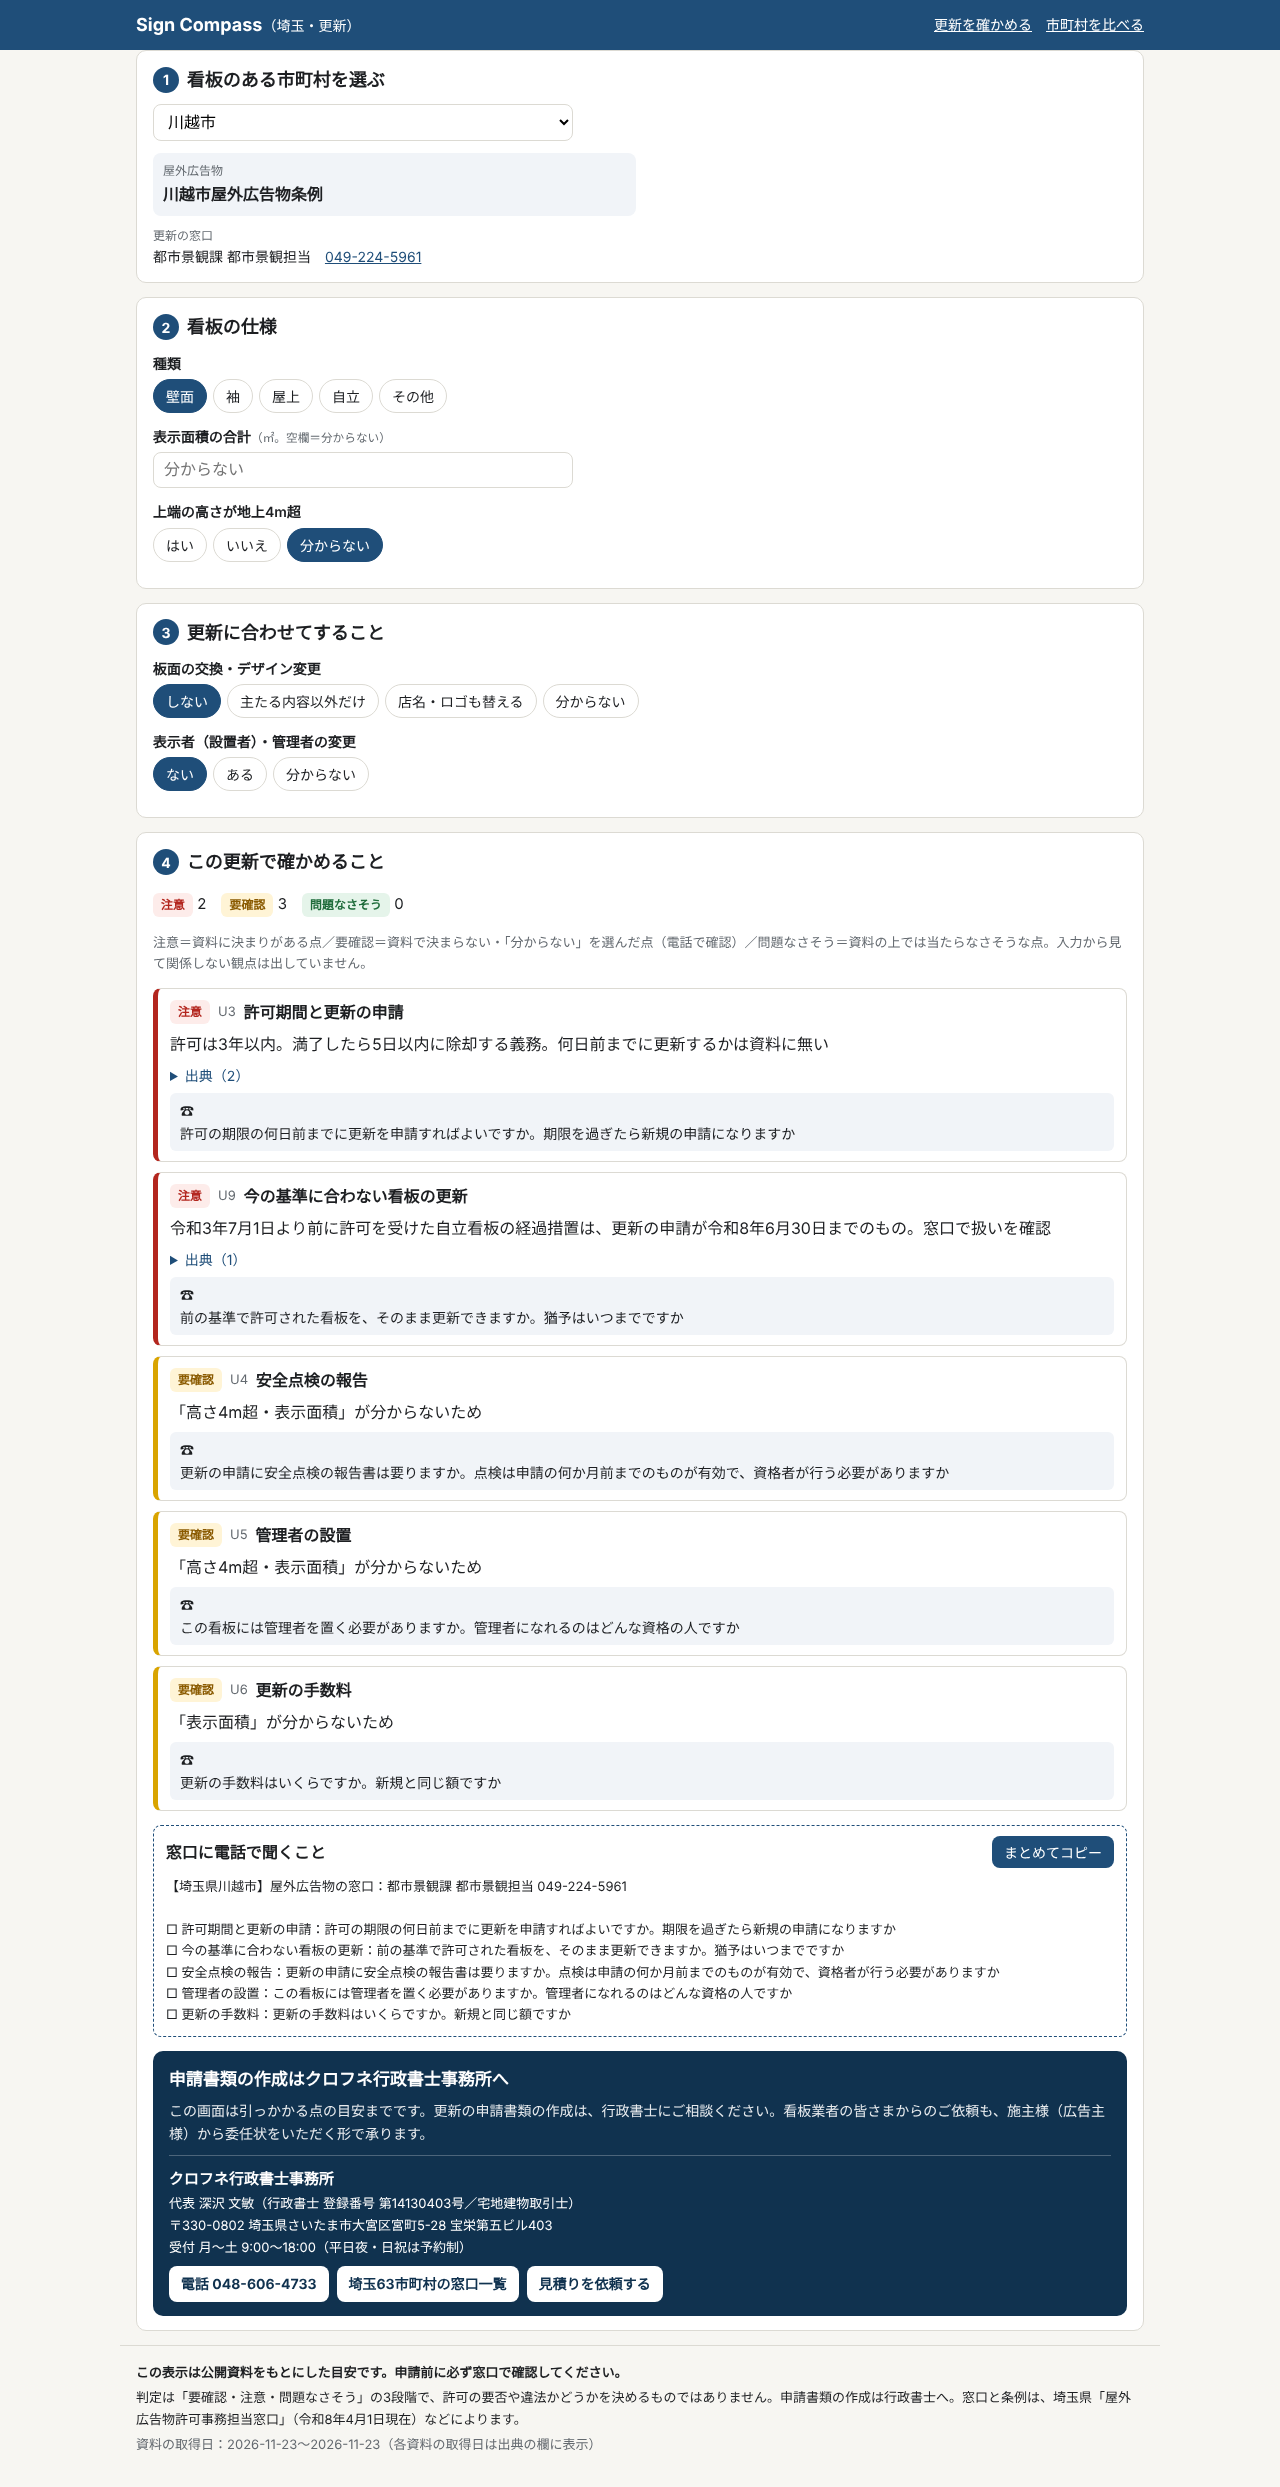 Sign Compass（埼玉・更新）
更新を確かめる 市町村を比べる
1 看板のある市町村を選ぶ
川越市
屋外広告物
川越市屋外広告物条例
更新の窓口
都市景観課 都市景観担当 049-224-5961
2 看板の仕様
種類
壁面 袖 屋上 自立 その他
表示面積の合計（㎡。空欄＝分からない）
分からない
上端の高さが地上4m超
はい いいえ 分からない
3 更新に合わせてすること
板面の交換・デザイン変更
しない 主たる内容以外だけ 店名・ロゴも替える 分からない
表示者（設置者）・管理者の変更
ない ある 分からない
4 この更新で確かめること
注意 2 要確認 3 問題なさそう 0
注意＝資料に決まりがある点／要確認＝資料で決まらない・「分からない」を選んだ点（電話で確認）／問題なさそう＝資料の上では当たらなさそうな点。入力から見
て関係しない観点は出していません。
注意 U3 許可期間と更新の申請
許可は3年以内。満了したら5日以内に除却する義務。何日前までに更新するかは資料に無い
▶ 出典（2）
☎
許可の期限の何日前までに更新を申請すればよいですか。期限を過ぎたら新規の申請になりますか
注意 U9 今の基準に合わない看板の更新
令和3年7月1日より前に許可を受けた自立看板の経過措置は、更新の申請が令和8年6月30日までのもの。窓口で扱いを確認
▶ 出典（1）
☎
前の基準で許可された看板を、そのまま更新できますか。猶予はいつまでですか
要確認 U4 安全点検の報告
「高さ4m超・表示面積」が分からないため
☎
更新の申請に安全点検の報告書は要りますか。点検は申請の何か月前までのものが有効で、資格者が行う必要がありますか
要確認 U5 管理者の設置
「高さ4m超・表示面積」が分からないため
☎
この看板には管理者を置く必要がありますか。管理者になれるのはどんな資格の人ですか
要確認 U6 更新の手数料
「表示面積」が分からないため
☎
更新の手数料はいくらですか。新規と同じ額ですか
窓口に電話で聞くこと まとめてコピー
【埼玉県川越市】屋外広告物の窓口：都市景観課 都市景観担当 049-224-5961
☐ 許可期間と更新の申請：許可の期限の何日前までに更新を申請すればよいですか。期限を過ぎたら新規の申請になりますか
☐ 今の基準に合わない看板の更新：前の基準で許可された看板を、そのまま更新できますか。猶予はいつまでですか
☐ 安全点検の報告：更新の申請に安全点検の報告書は要りますか。点検は申請の何か月前までのものが有効で、資格者が行う必要がありますか
☐ 管理者の設置：この看板には管理者を置く必要がありますか。管理者になれるのはどんな資格の人ですか
☐ 更新の手数料：更新の手数料はいくらですか。新規と同じ額ですか
申請書類の作成はクロフネ行政書士事務所へ
この画面は引っかかる点の目安までです。更新の申請書類の作成は、行政書士にご相談ください。看板業者の皆さまからのご依頼も、施主様（広告主
様）から委任状をいただく形で承ります。
クロフネ行政書士事務所
代表 深沢 文敏（行政書士 登録番号 第14130403号／宅地建物取引士）
〒330-0802 埼玉県さいたま市大宮区宮町5-28 宝栄第五ビル403
受付 月〜土 9:00〜18:00（平日夜・日祝は予約制）
電話 048-606-4733 埼玉63市町村の窓口一覧 見積りを依頼する
この表示は公開資料をもとにした目安です。申請前に必ず窓口で確認してください。
判定は「要確認・注意・問題なさそう」の3段階で、許可の要否や違法かどうかを決めるものではありません。申請書類の作成は行政書士へ。窓口と条例は、埼玉県「屋外
広告物許可事務担当窓口」（令和8年4月1日現在）などによります。
資料の取得日：2026-11-23〜2026-11-23（各資料の取得日は出典の欄に表示）